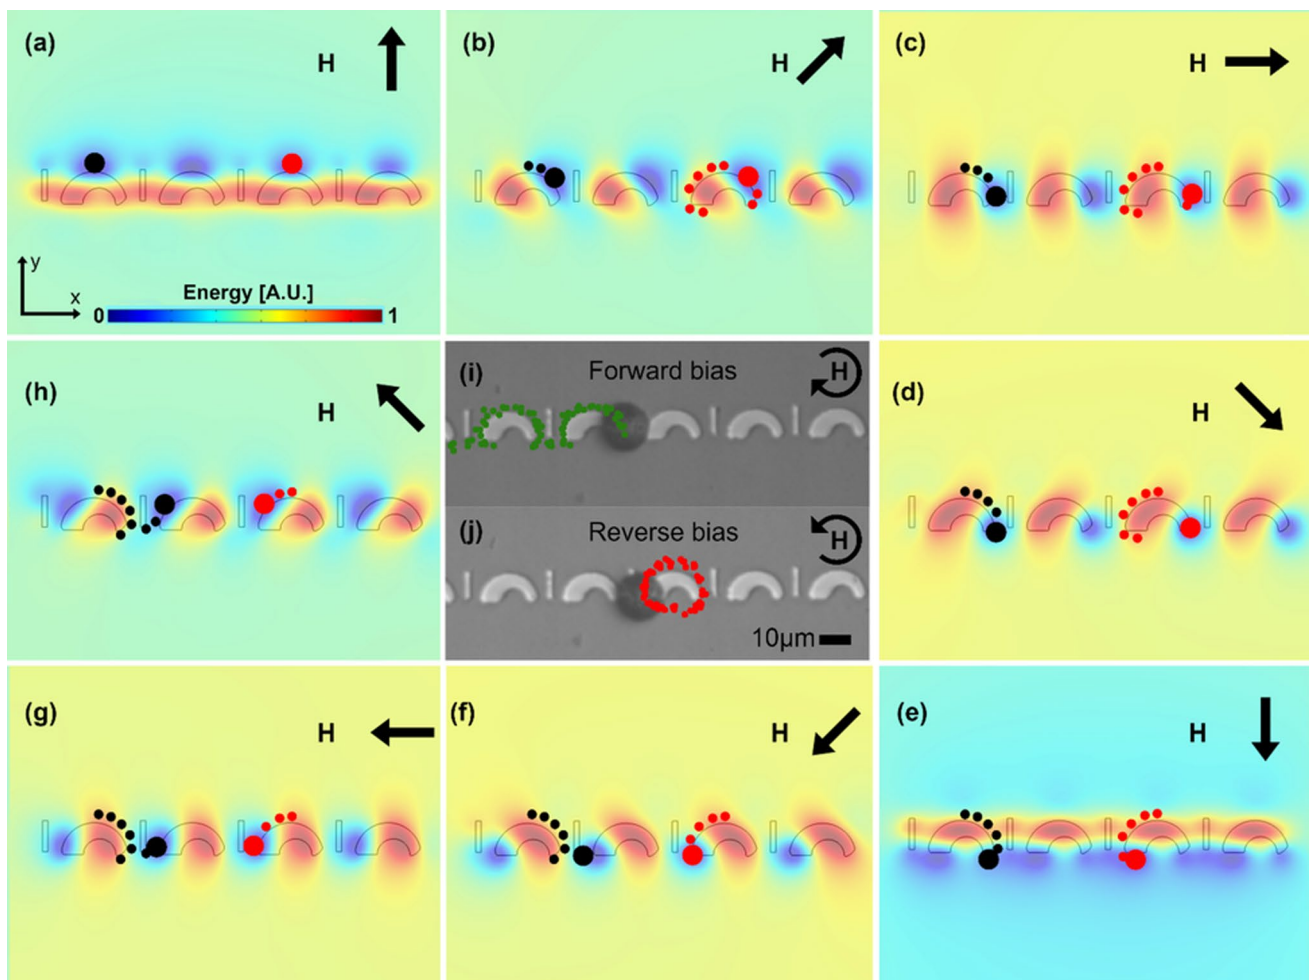 (a)
H
y
x
Energy [A.U.]
0
1
(b)
H
(c)
H
(h)
H
(i)
Forward bias
H
(j)
Reverse bias
H
10μm
(d)
H
(g)
H
(f)
H
(e)
H